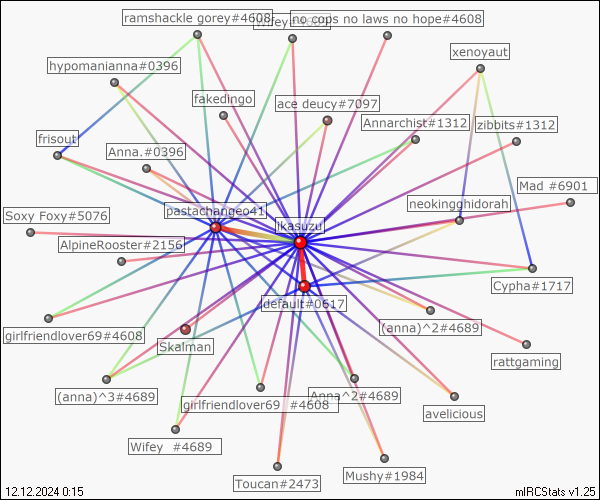 ramshackle gorey#4608
Wifey#4689
no cops no laws no hope#4608
xenoyaut
hypomanianna#0396
fakedingo
ace deucy#7097
Annarchist#1312
zibbits#1312
frisout
Anna.#0396
Mad #6901
pastachangeo41
neokingghidorah
Soxy Foxy#5076
ikasuzu
AlpineRooster#2156
Cypha#1717
default#0617
girlfriendlover69#4608
(anna)^2#4689
Skalman
rattgaming
(anna)^3#4689
girlfriendlover69 #4608
Anna^2#4689
avelicious
Wifey #4689
Toucan#2473
Mushy#1984
12.12.2024 0:15
mIRCStats v1.25